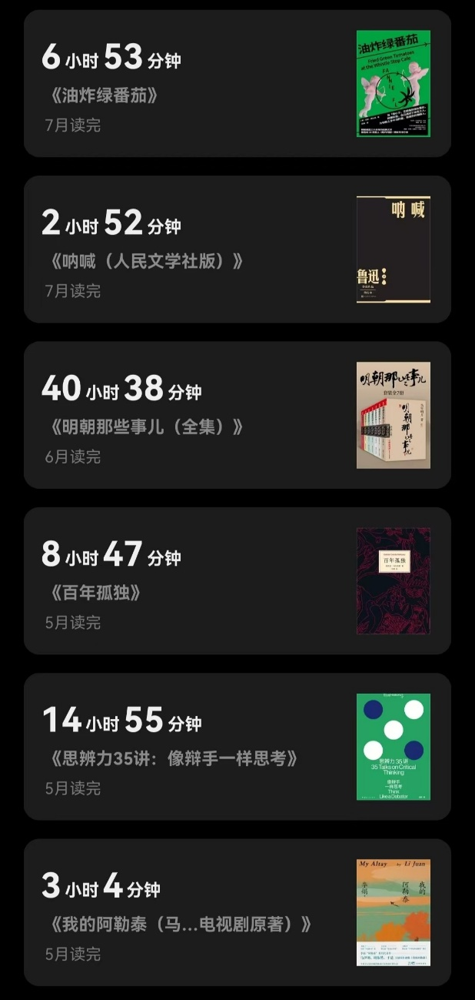 6小时53分钟
《油炸绿番茄》
7月读完
油炸绿番茄
Fried Green Tomatoes
at the Whistle Stop Cafe
2小时52分钟
《呐喊（人民文学社版）》
7月读完
呐喊
鲁迅
40小时38分钟
《明朝那些事儿（全集）》
6月读完
明朝那些事儿
套装全7册
8小时47分钟
《百年孤独》
5月读完
百年孤独
14小时55分钟
《思辨力35讲：像辩手一样思考》
5月读完
思辨力35讲
35 Talks on Critical
Thinking
像辩手
一样思考
Think
Like a Debater
3小时4分钟
《我的阿勒泰（马...电视剧原著）》
5月读完
My Altay by Li Juan
我的
阿勒泰
李娟